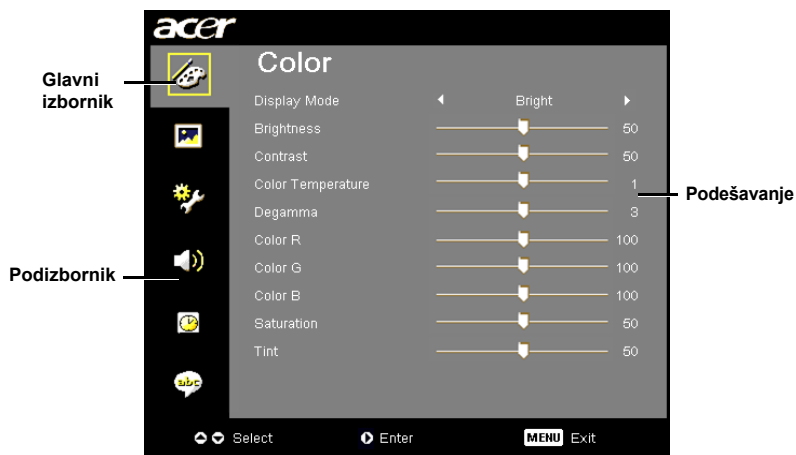 acer
Color
Glavni
izbornik
Display Mode Bright
Brightness 50
Contrast 50
Color Temperature 1
Podešavanje
Degamma 3
Color R 100
Color G 100
Podizbornik
Color B 100
Saturation 50
Tint 50
abc
Select Enter MENU Exit